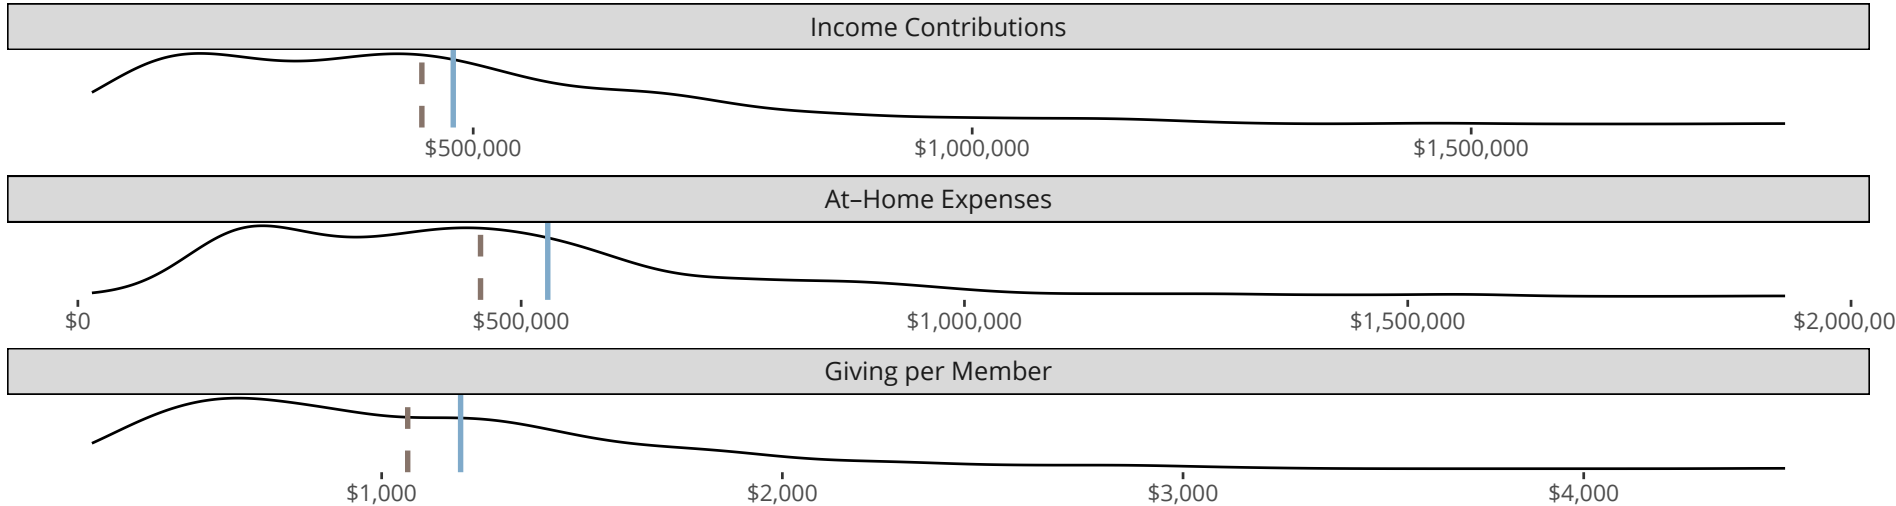 Income Contributions
$500,000 $1,000,000 $1,500,000
At–Home Expenses
$0 $500,000 $1,000,000 $1,500,000 $2,000,00
Giving per Member
$1,000 $2,000 $3,000 $4,000